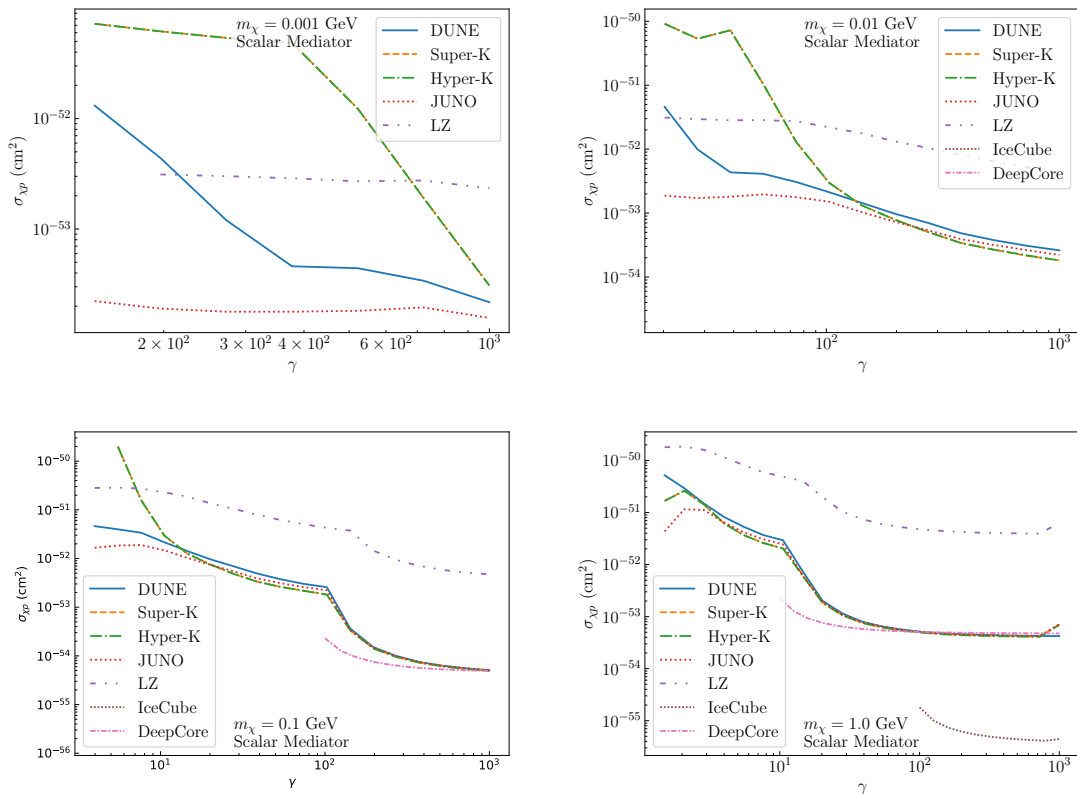 m_χ = 0.001 GeV
Scalar Mediator
DUNE
Super-K
Hyper-K
JUNO
LZ
10^−52
10^−53
σ_χp (cm²)
2 × 10²
3 × 10²
4 × 10²
6 × 10²
10³
γ
m_χ = 0.01 GeV
Scalar Mediator
DUNE
Super-K
Hyper-K
JUNO
LZ
IceCube
DeepCore
10^−50
10^−51
10^−52
10^−53
10^−54
σ_χp (cm²)
10²
10³
γ
10^−50
10^−51
10^−52
10^−53
10^−54
10^−55
10^−56
σ_χp (cm²)
DUNE
Super-K
Hyper-K
JUNO
LZ
IceCube
DeepCore
m_χ = 0.1 GeV
Scalar Mediator
10¹
10²
10³
γ
10^−50
10^−51
10^−52
10^−53
10^−54
10^−55
σ_χp (cm²)
DUNE
Super-K
Hyper-K
JUNO
LZ
IceCube
DeepCore
m_χ = 1.0 GeV
Scalar Mediator
10¹
10²
10³
γ